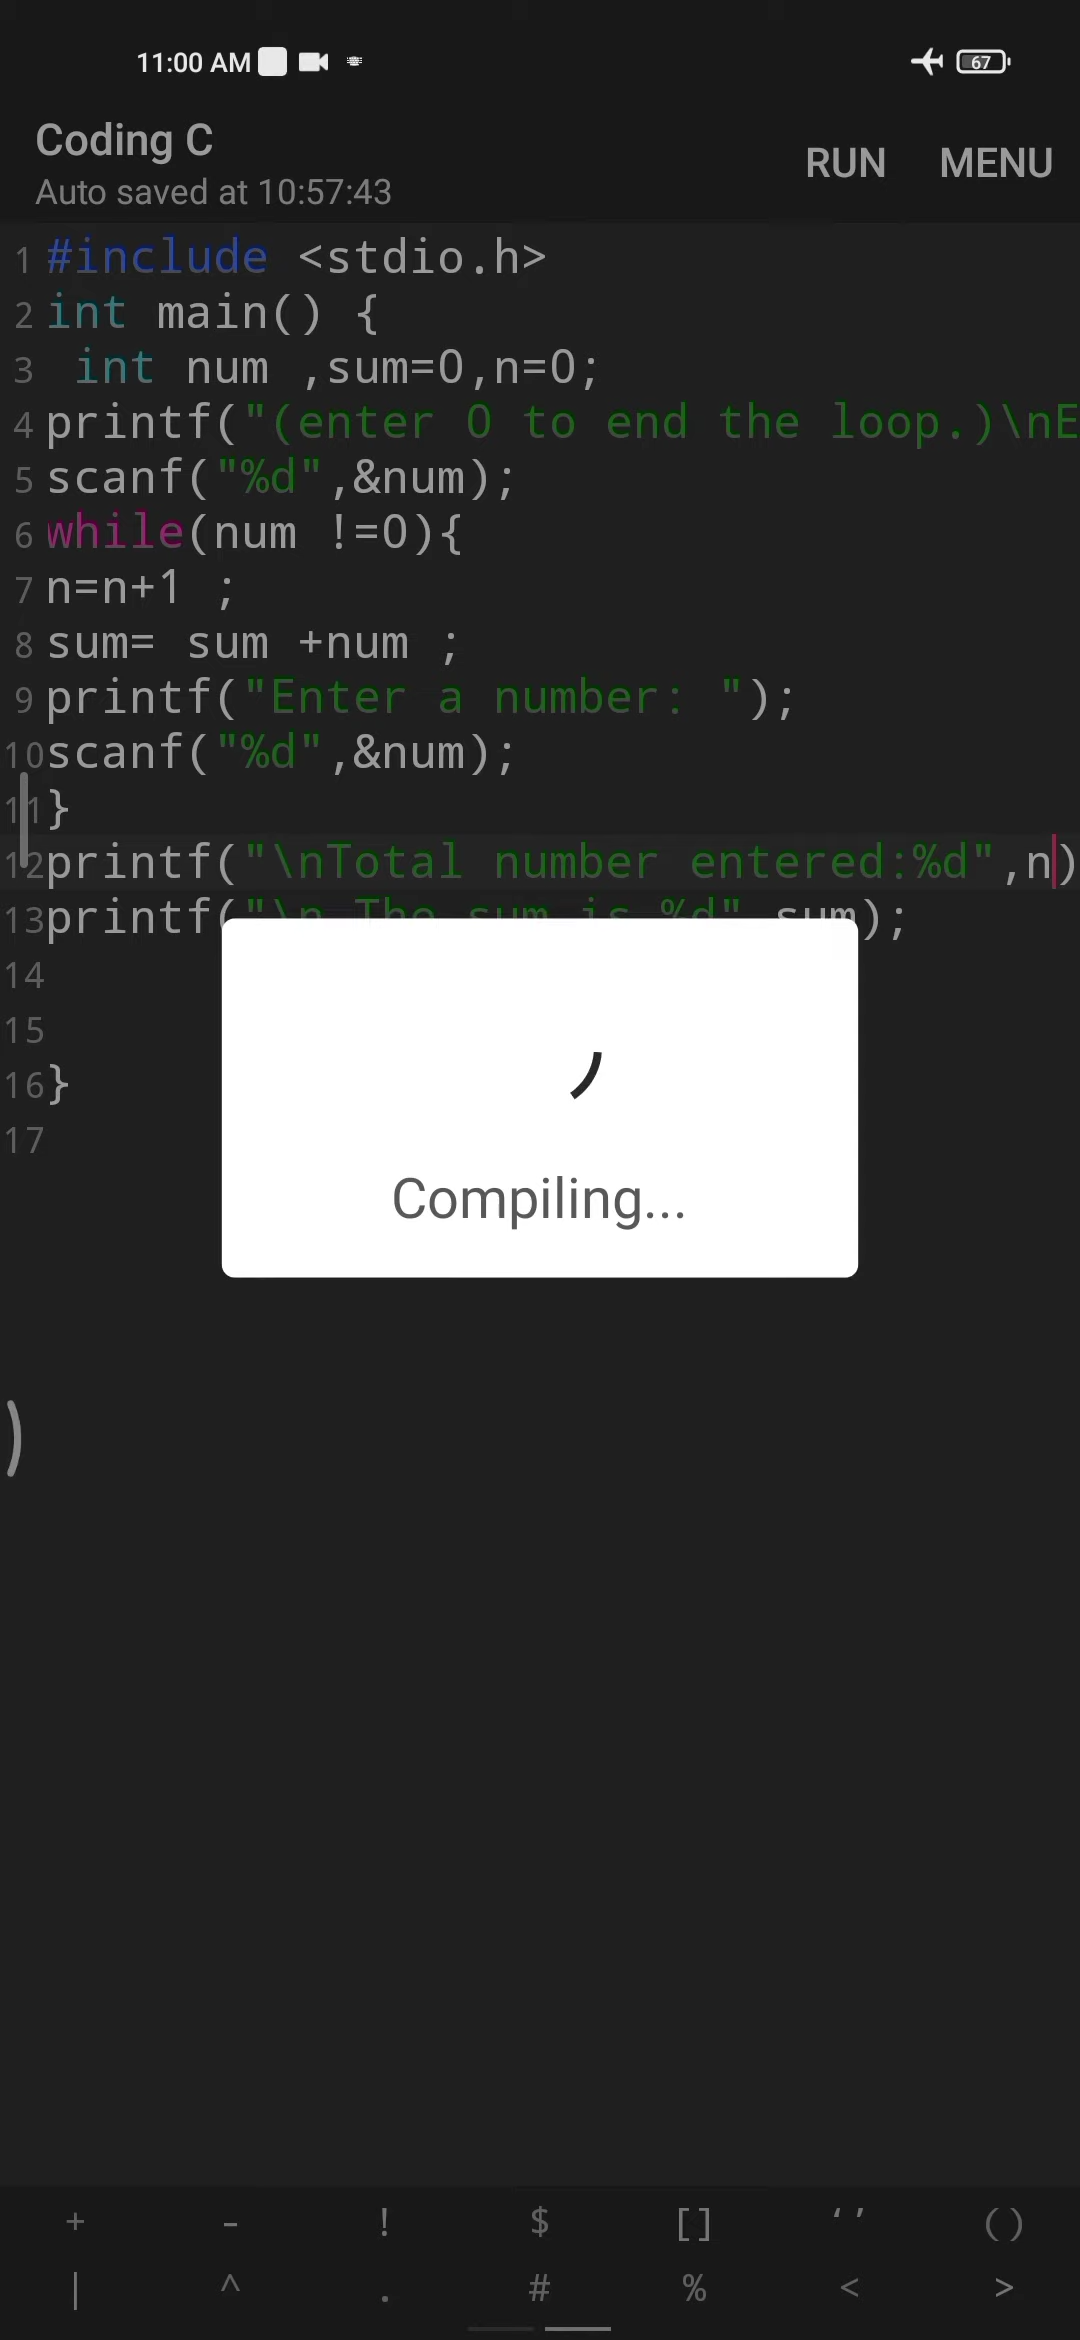 11:00 AM
67
Coding C
Auto saved at 10:57:43
RUN MENU
1 #include <stdio.h>
2 int main() {
3  int num ,sum=0,n=0;
4 printf("(enter 0 to end the loop.)\nE
5 scanf("%d",&num);
6 while(num !=0){
7 n=n+1 ;
8 sum= sum +num ;
9 printf("Enter a number: ");
10 scanf("%d",&num);
11 }
12 printf("\nTotal number entered:%d",n)
13 printf("\n The sum is %d" sum);
14
15
16 }
17
Compiling...
+ - ! $ [] ‘’ ()
| ^ . # % < >